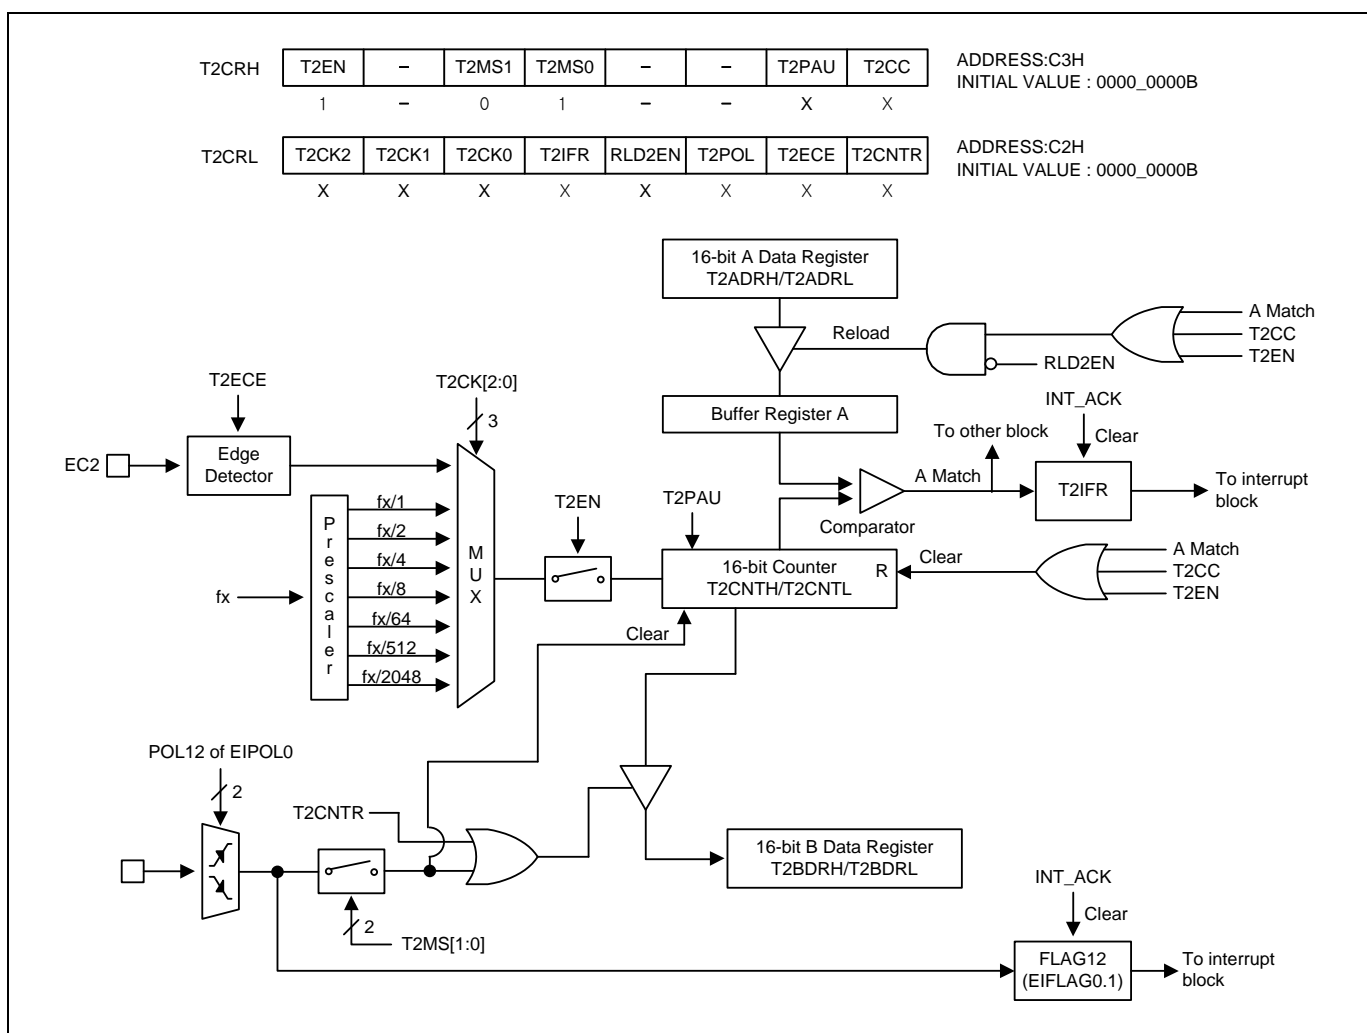 T2CRH T2EN – T2MS1 T2MS0 – – T2PAU T2CC
ADDRESS:C3H
INITIAL VALUE : 0000_0000B
1 – 0 1 – – X X
T2CRL T2CK2 T2CK1 T2CK0 T2IFR RLD2EN T2POL T2ECE T2CNTR
ADDRESS:C2H
INITIAL VALUE : 0000_0000B
X X X X X X X X
16-bit A Data Register
T2ADRH/T2ADRL
Reload
A Match
T2CC
T2EN
RLD2EN
Buffer Register A
T2ECE
T2CK[2:0]
3
EC2
Edge
Detector
To other block
INT_ACK
Clear
A Match
T2IFR
To interrupt
block
Comparator
Prescaler
fx
fx/1
fx/2
fx/4
fx/8
fx/64
fx/512
fx/2048
MUX
T2EN
T2PAU
16-bit Counter
T2CNTH/T2CNTL
R
Clear
A Match
T2CC
T2EN
Clear
POL12 of EIPOL0
2
T2CNTR
2
T2MS[1:0]
16-bit B Data Register
T2BDRH/T2BDRL
INT_ACK
Clear
FLAG12
(EIFLAG0.1)
To interrupt
block